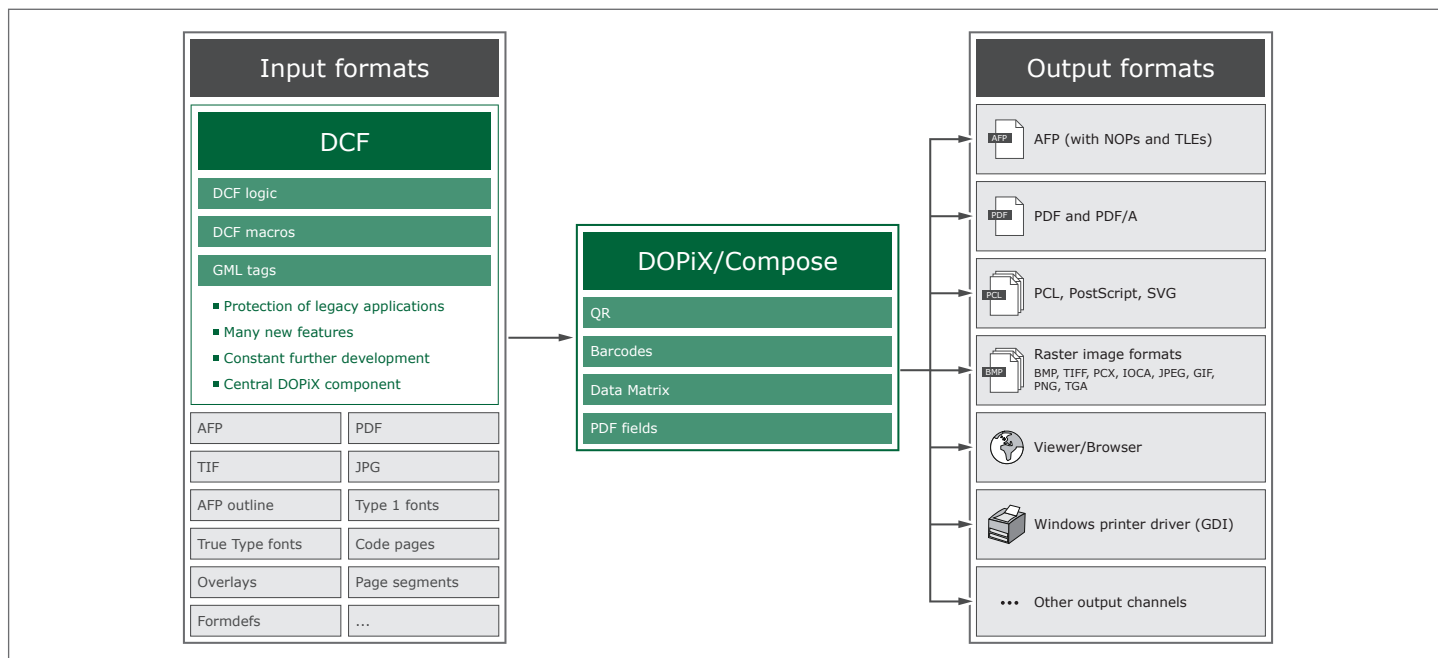 Input formats
DCF
DCF logic
DCF macros
GML tags
Protection of legacy applications
Many new features
Constant further development
Central DOPiX component
AFP
PDF
TIF
JPG
AFP outline
Type 1 fonts
True Type fonts
Code pages
Overlays
Page segments
Formdefs
...
DOPiX/Compose
QR
Barcodes
Data Matrix
PDF fields
Output formats
AFP
AFP (with NOPs and TLEs)
PDF
PDF and PDF/A
PCL
PCL, PostScript, SVG
BMP
Raster image formats
BMP, TIFF, PCX, IOCA, JPEG, GIF,
PNG, TGA
Viewer/Browser
Windows printer driver (GDI)
... Other output channels